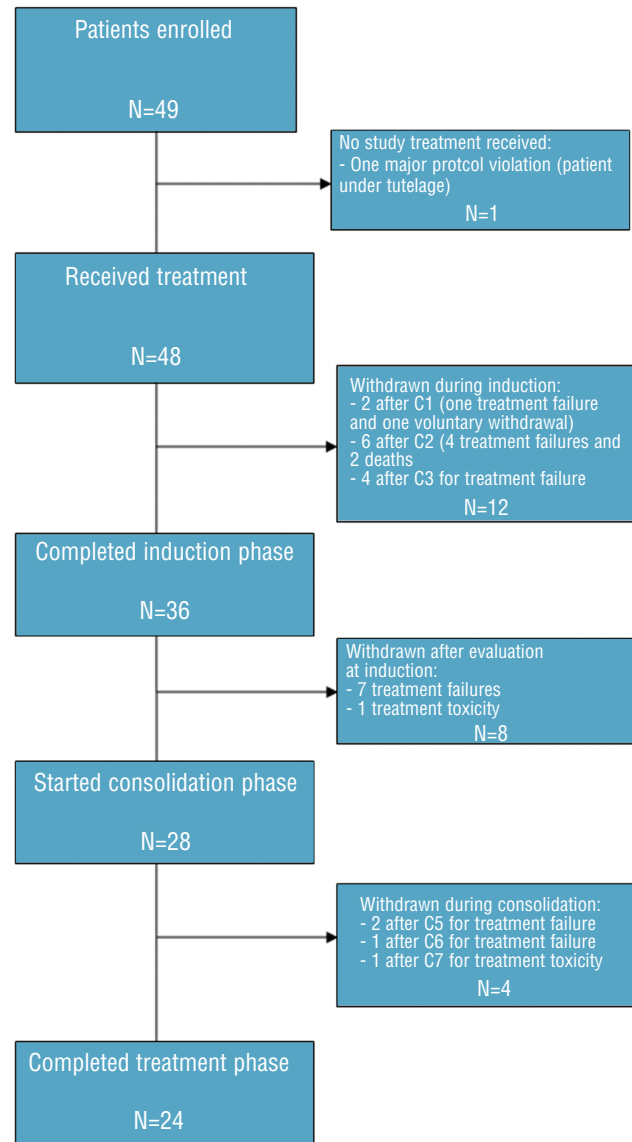 Patients enrolled
N=49
No study treatment received:
- One major protcol violation (patient
under tutelage)
N=1
Received treatment
N=48
Withdrawn during induction:
- 2 after C1 (one treatment failure
and one voluntary withdrawal)
- 6 after C2 (4 treatment failures and
2 deaths
- 4 after C3 for treatment failure
N=12
Completed induction phase
N=36
Withdrawn after evaluation
at induction:
- 7 treatment failures
- 1 treatment toxicity
N=8
Started consolidation phase
N=28
Withdrawn during consolidation:
- 2 after C5 for treatment failure
- 1 after C6 for treatment failure
- 1 after C7 for treatment toxicity
N=4
Completed treatment phase
N=24